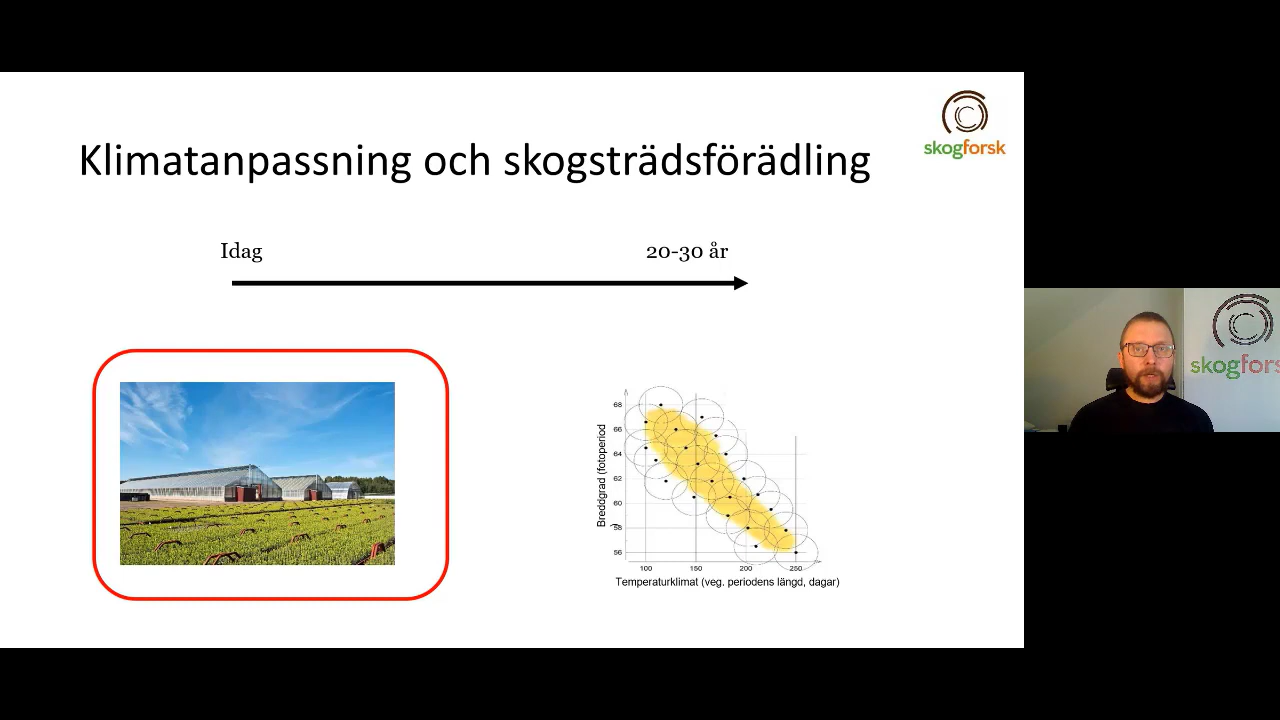 skogforsk
Klimatanpassning och skogsträdsförädling
Idag
20-30 år
skogfors
68
66
64
62
60
58
56
Breddgrad (fotoperiod)
100
150
200
250
Temperaturklimat (veg. periodens längd, dagar)